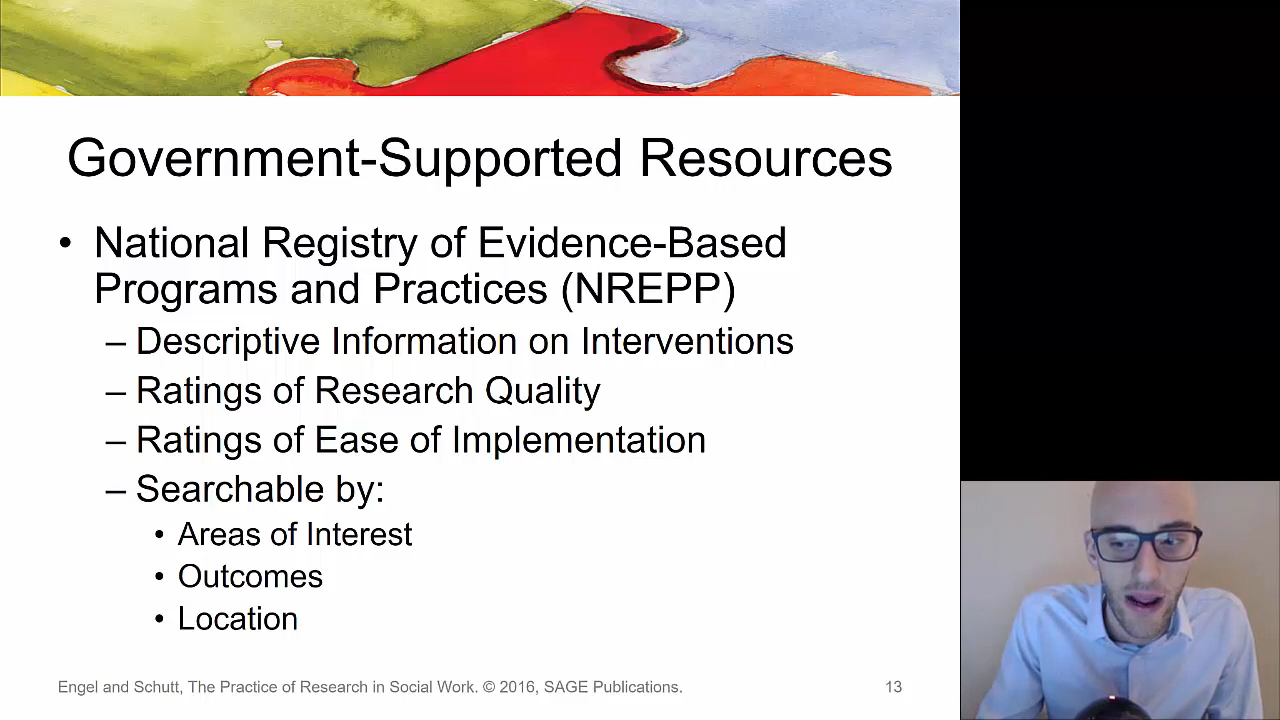 Government-Supported Resources
• National Registry of Evidence-Based
Programs and Practices (NREPP)
– Descriptive Information on Interventions
– Ratings of Research Quality
– Ratings of Ease of Implementation
– Searchable by:
• Areas of Interest
• Outcomes
• Location
Engel and Schutt, The Practice of Research in Social Work. © 2016, SAGE Publications.
13